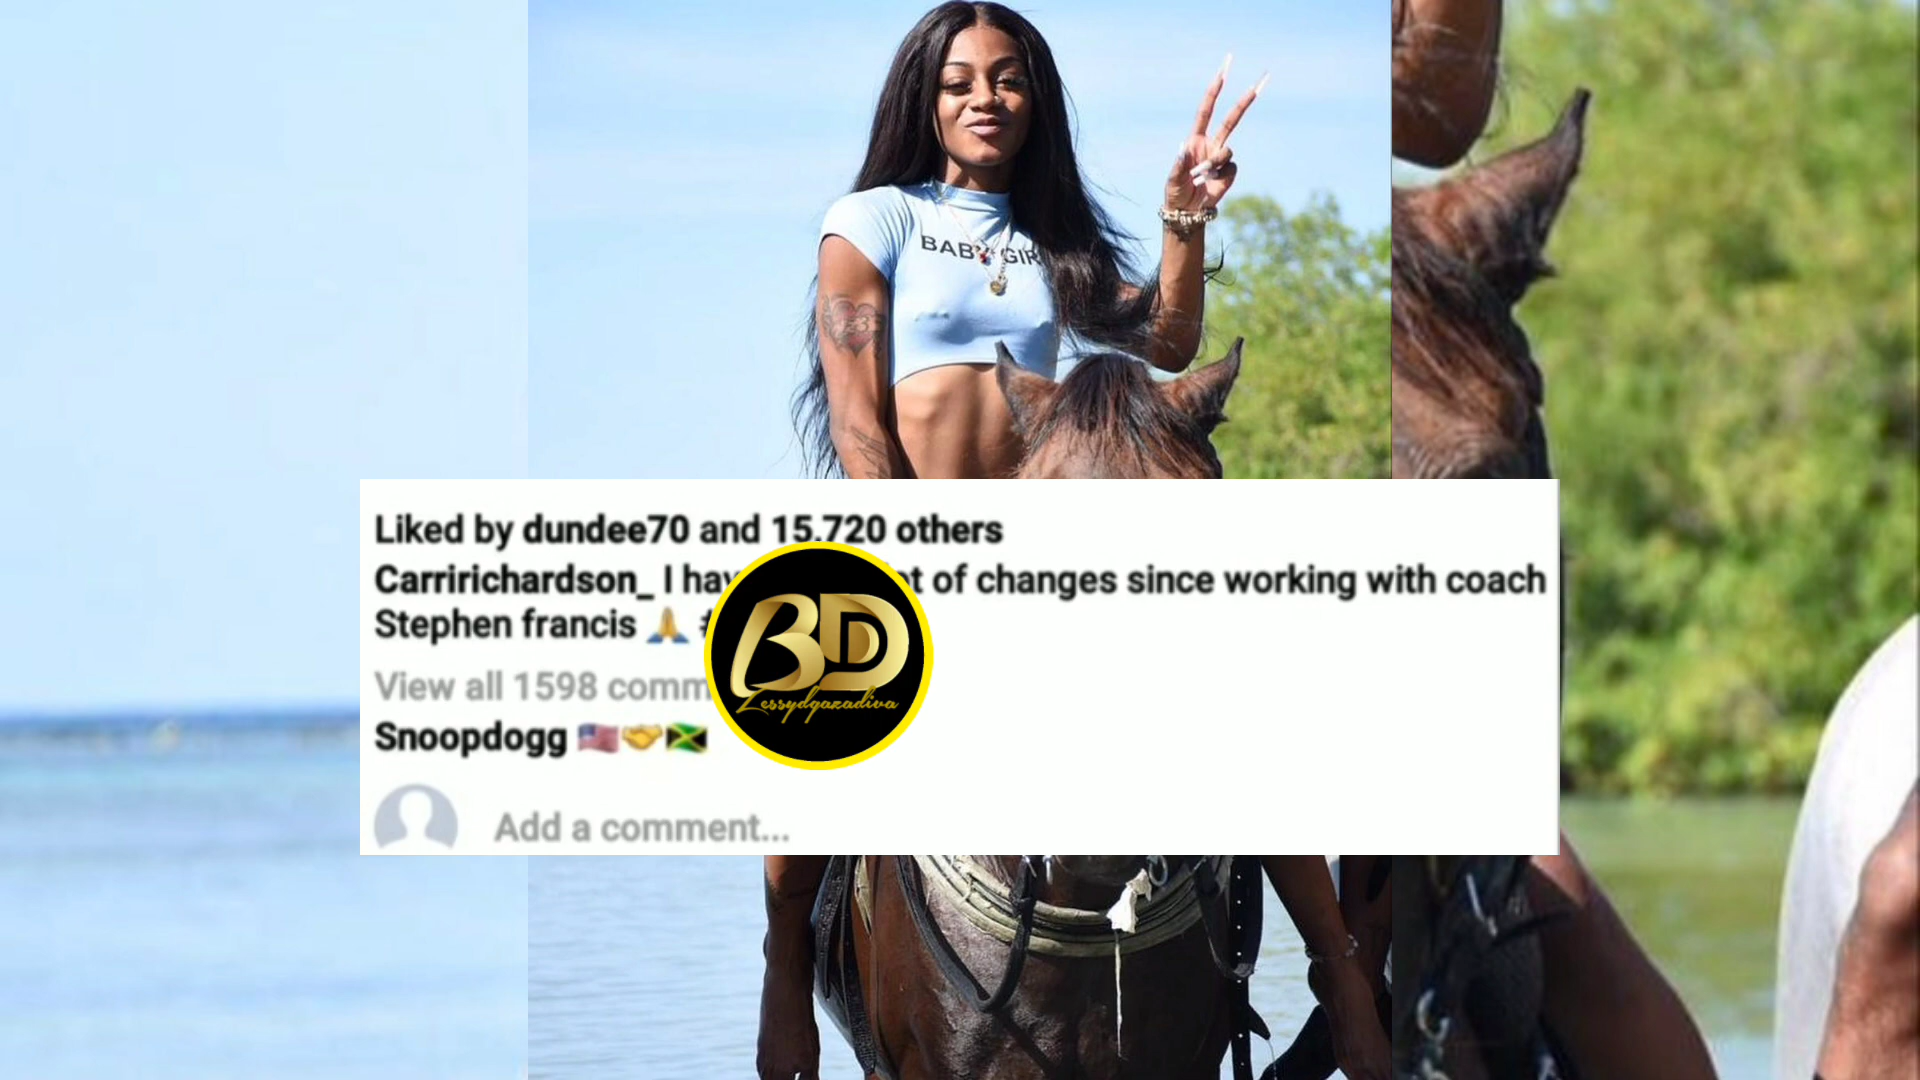 BABY GIR
Liked by dundee70 and 15,720 others
Carririchardson_ I hav ot of changes since working with coach
Stephen francis 🙏 #
View all 1598 comm
BD
Lessydgazadiva
Snoopdogg 🇺🇸🤝🇯🇲
Add a comment...